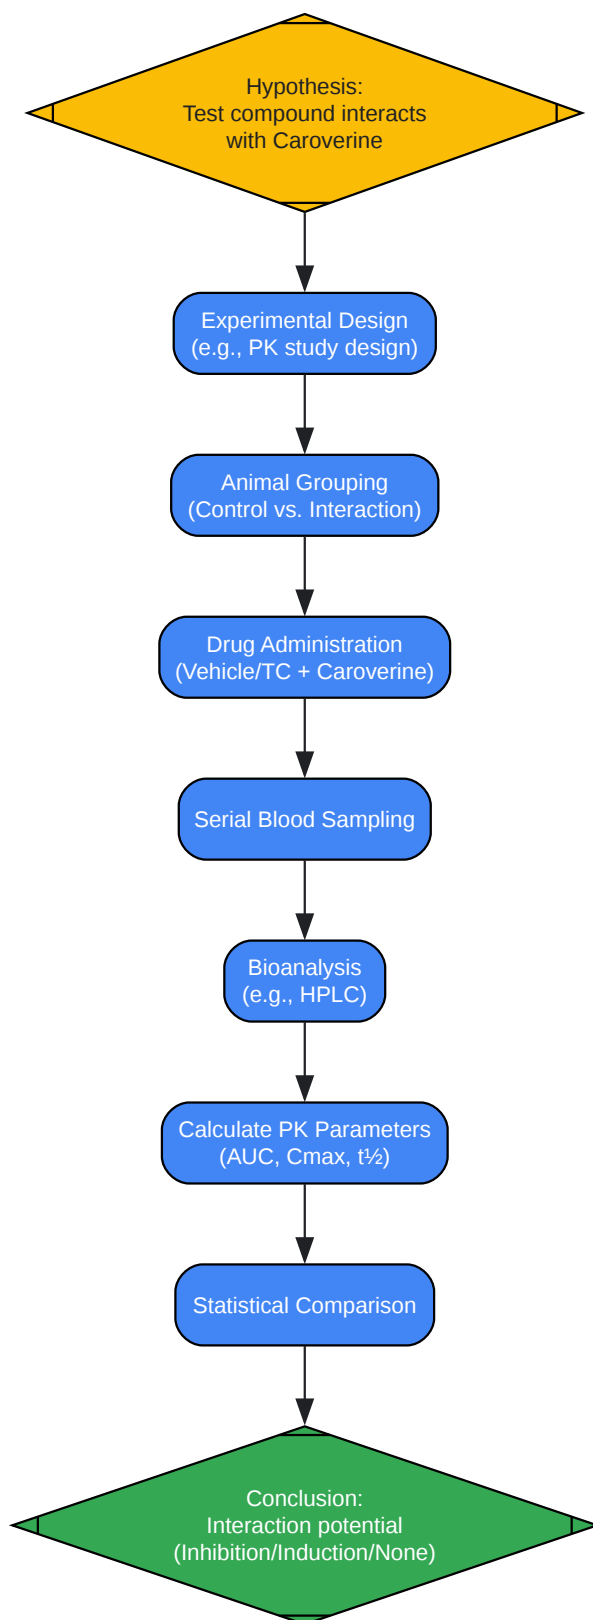 Hypothesis:
Test compound interacts
with Caroverine
Experimental Design
(e.g., PK study design)
Animal Grouping
(Control vs. Interaction)
Drug Administration
(Vehicle/TC + Caroverine)
Serial Blood Sampling
Bioanalysis
(e.g., HPLC)
Calculate PK Parameters
(AUC, Cmax, t½)
Statistical Comparison
Conclusion:
Interaction potential
(Inhibition/Induction/None)